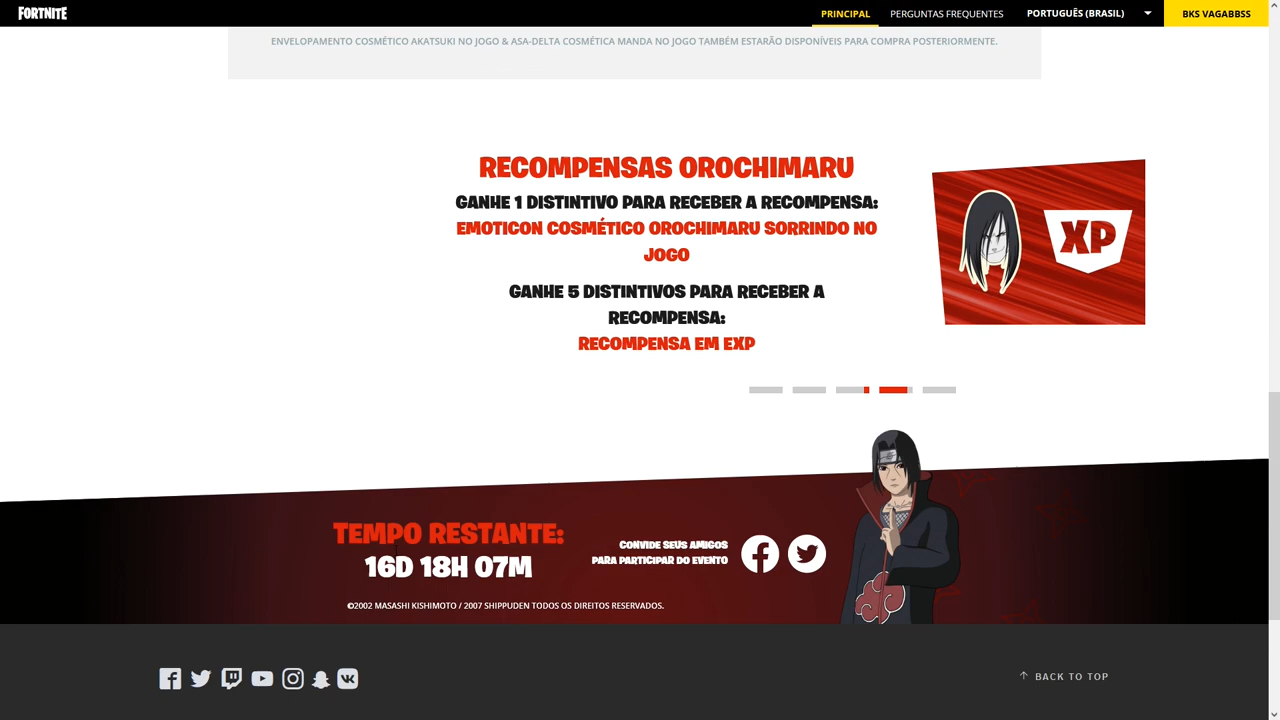 FORTNITE
PRINCIPAL
PERGUNTAS FREQUENTES
PORTUGUÊS (BRASIL)
BKS VAGABBSS
ENVELOPAMENTO COSMÉTICO AKATSUKI NO JOGO & ASA-DELTA COSMÉTICA MANDA NO JOGO TAMBÉM ESTARÃO DISPONÍVEIS PARA COMPRA POSTERIORMENTE.
RECOMPENSAS OROCHIMARU
GANHE 1 DISTINTIVO PARA RECEBER A RECOMPENSA:
EMOTICON COSMÉTICO OROCHIMARU SORRINDO NO
JOGO
GANHE 5 DISTINTIVOS PARA RECEBER A
RECOMPENSA:
RECOMPENSA EM EXP
XP
TEMPO RESTANTE:
16D 18H 07M
CONVIDE SEUS AMIGOS
PARA PARTICIPAR DO EVENTO
©2002 MASASHI KISHIMOTO / 2007 SHIPPUDEN TODOS OS DIREITOS RESERVADOS.
BACK TO TOP